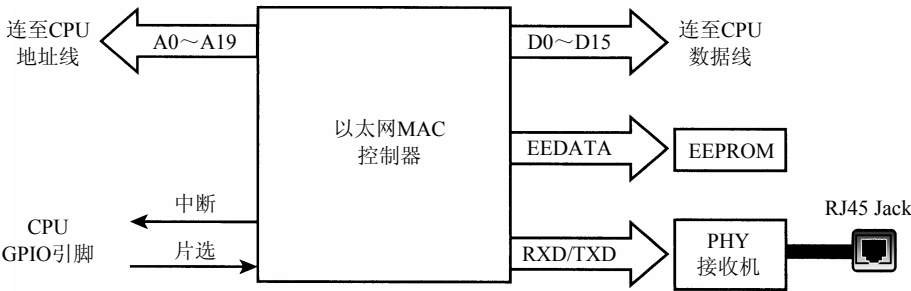 连至CPU
地址线
A0～A19
D0～D15
连至CPU
数据线
以太网MAC
控制器
EEDATA
EEPROM
中断
CPU
GPIO引脚
片选
RXD/TXD
PHY
接收机
RJ45 Jack